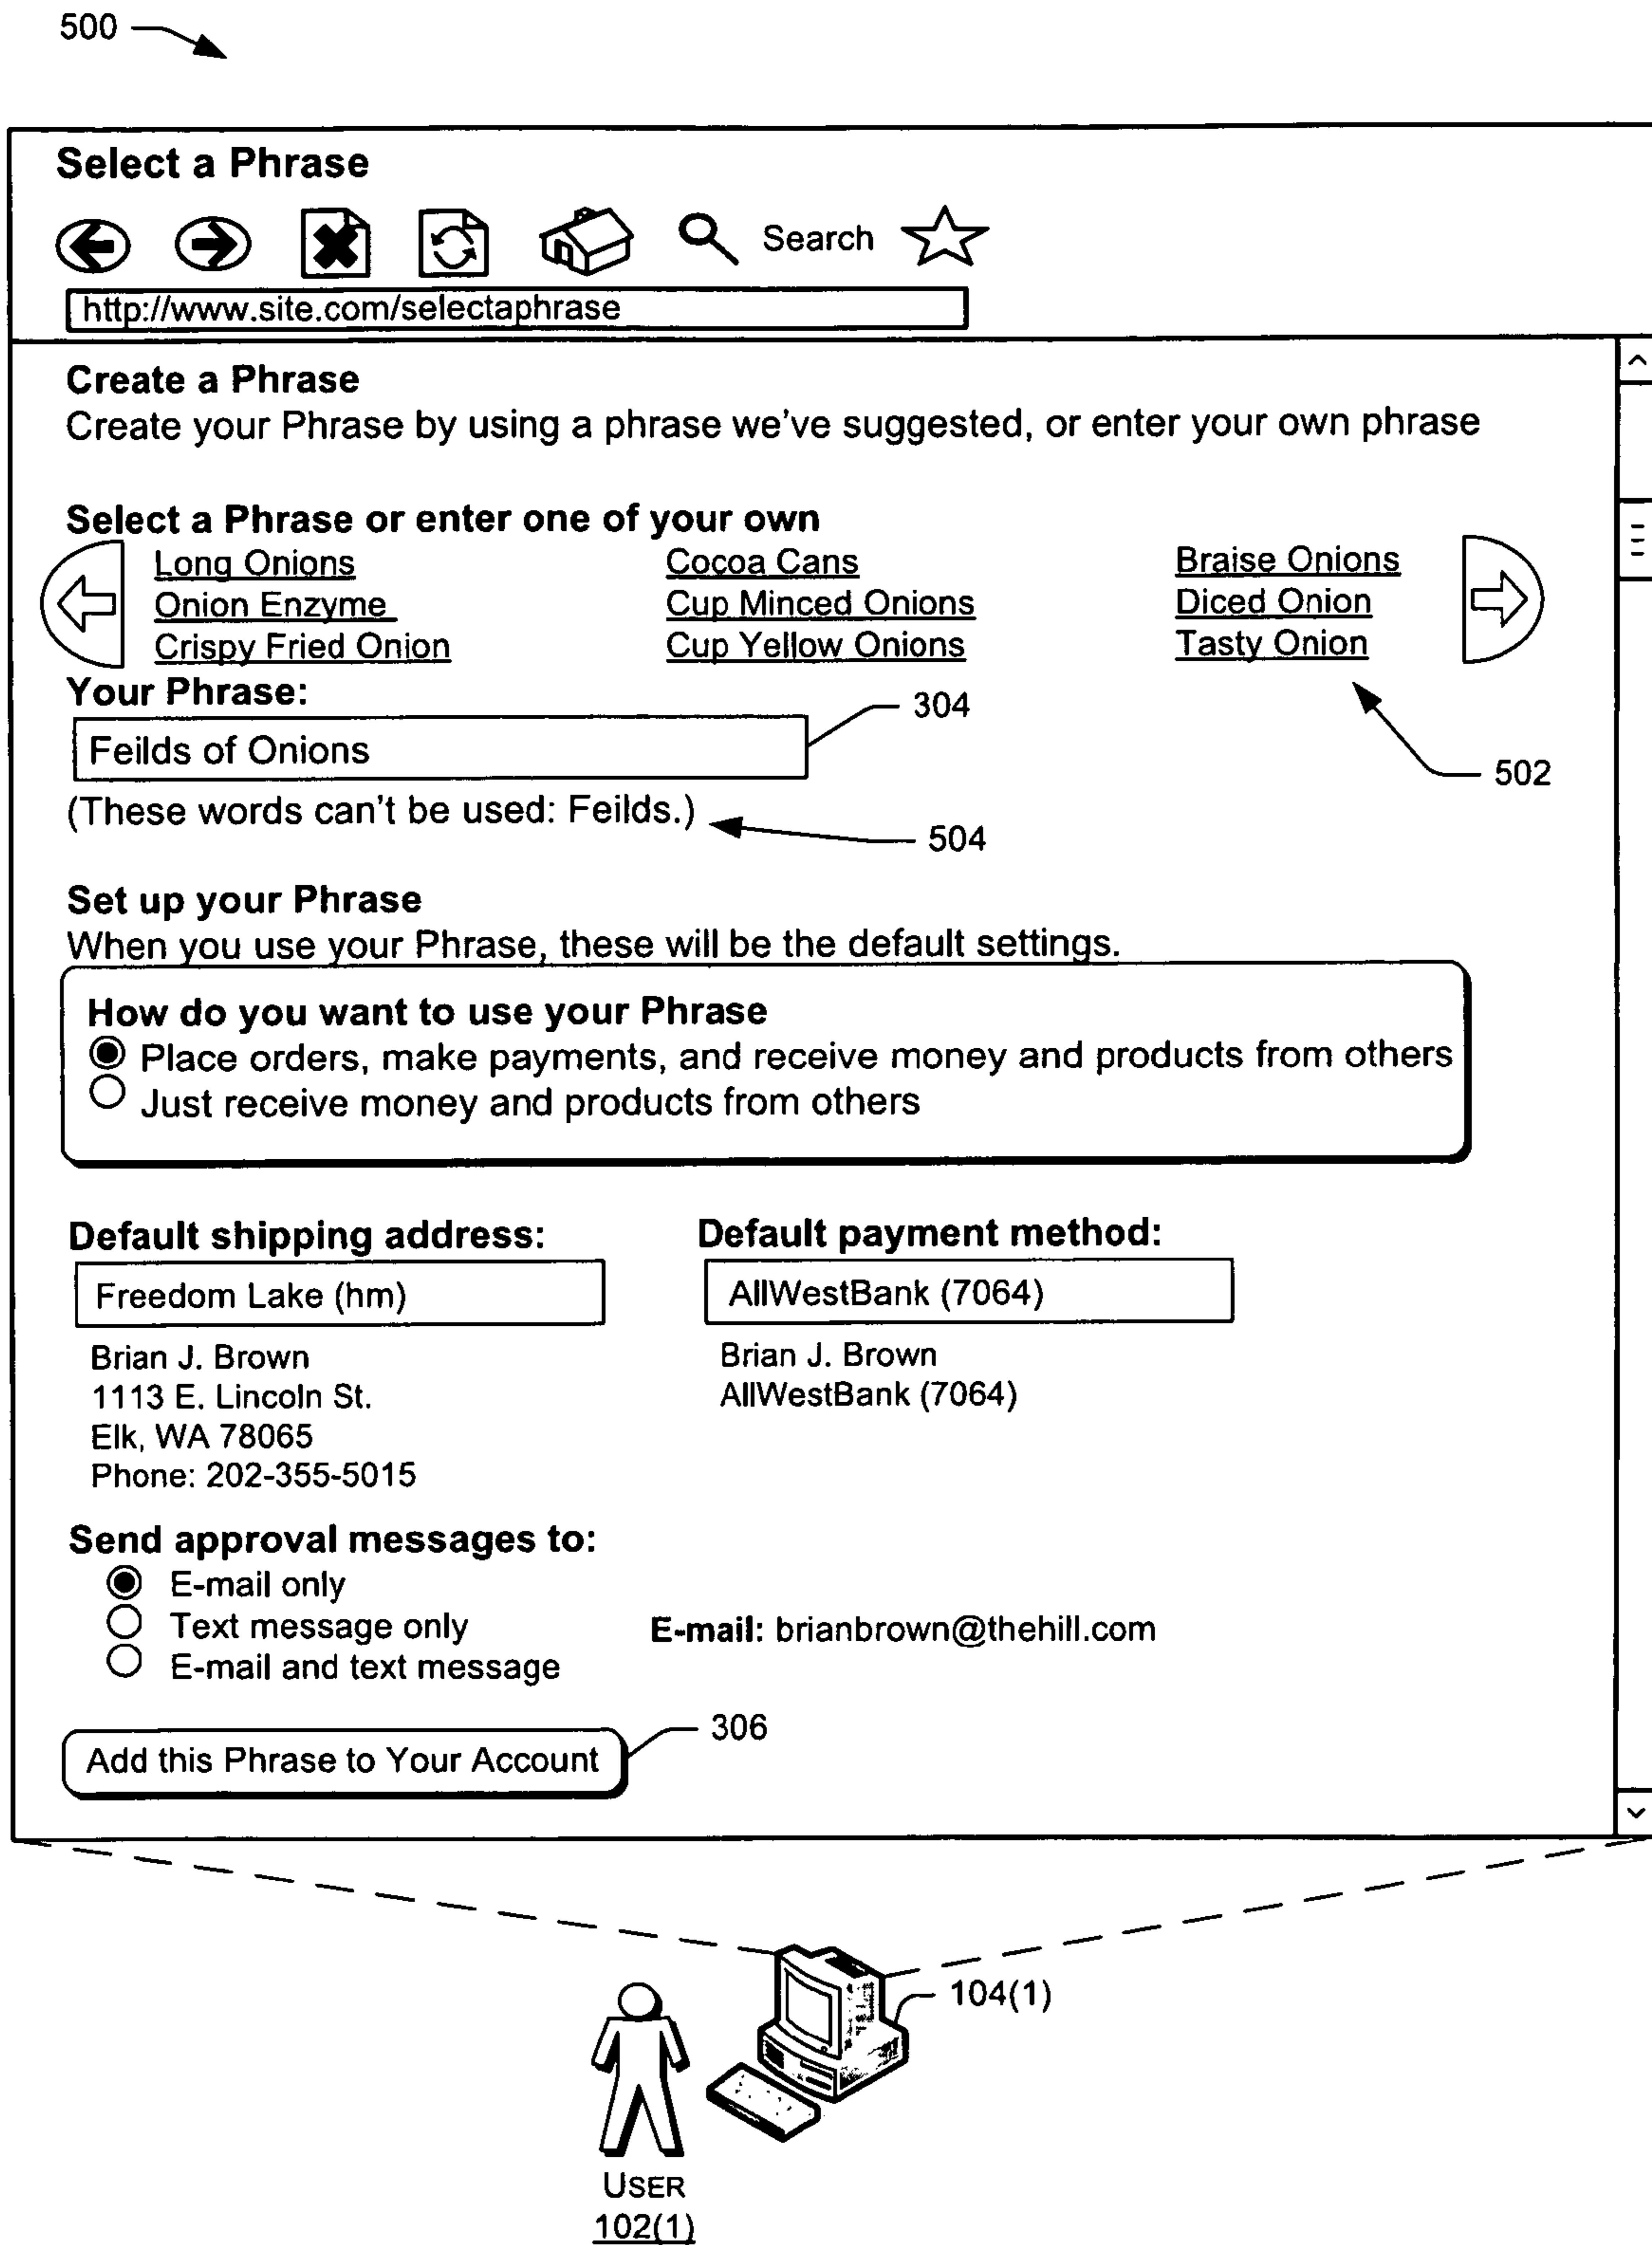 500
Select a Phrase
Search
http://www.site.com/selectaphrase
Create a Phrase
Create your Phrase by using a phrase we've suggested, or enter your own phrase
Select a Phrase or enter one of your own
Long Onions Cocoa Cans Braise Onions
Onion Enzyme Cup Minced Onions Diced Onion
Crispy Fried Onion Cup Yellow Onions Tasty Onion
Your Phrase:
304
Feilds of Onions
502
(These words can't be used: Feilds.)
504
Set up your Phrase
When you use your Phrase, these will be the default settings.
How do you want to use your Phrase
Place orders, make payments, and receive money and products from others
Just receive money and products from others
Default shipping address: Default payment method:
Freedom Lake (hm) AllWestBank (7064)
Brian J. Brown Brian J. Brown
1113 E. Lincoln St. AllWestBank (7064)
Elk, WA 78065
Phone: 202-355-5015
Send approval messages to:
E-mail only
Text message only E-mail: brianbrown@thehill.com
E-mail and text message
306
Add this Phrase to Your Account
104(1)
USER
102(1)